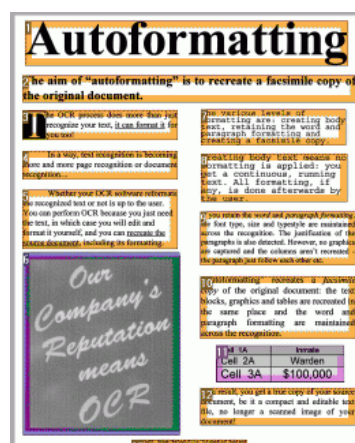 Autoformatting
The aim of “autoformatting” is to recreate a facsimile copy of
the original document.
The OCR process does more than just
recognize your text, it can format it for
you too!
In a way, text recognition is becoming
more and more page recognition or document
recognition...
Whether your OCR software reformats
the recognized text or not is up to the user.
You can perform OCR because you just need
the text, in which case you will edit and
format it yourself, and you can recreate the
source document, including its formatting.
Our
Company's
Reputation
means
OCR
The various levels of
formatting are: creating body
text, retaining the word and
paragraph formatting and
creating a facsimile copy.
Creating body text means no
formatting is applied: you
get a continuous, running
text. All formatting, if
any, is done afterwards by
the user.
you retain the word and paragraph formatting,
the font type, size and typestyle are maintained
across the recognition. The justification of the
paragraphs is also detected. However, no graphics
are captured and the columns aren't recreated -
the paragraph just follow each other etc.
Autoformatting recreates a facsimile
copy of the original document: the text
blocks, graphics and tables are recreated in
the same place and the word and
paragraph formatting are maintained
across the recognition.
Cell 1A Inmate
Cell 2A Warden
Cell 3A $100,000
result, you get a true copy of your source
document, be it a compact and editable text
file, no longer a scanned image of your
document!